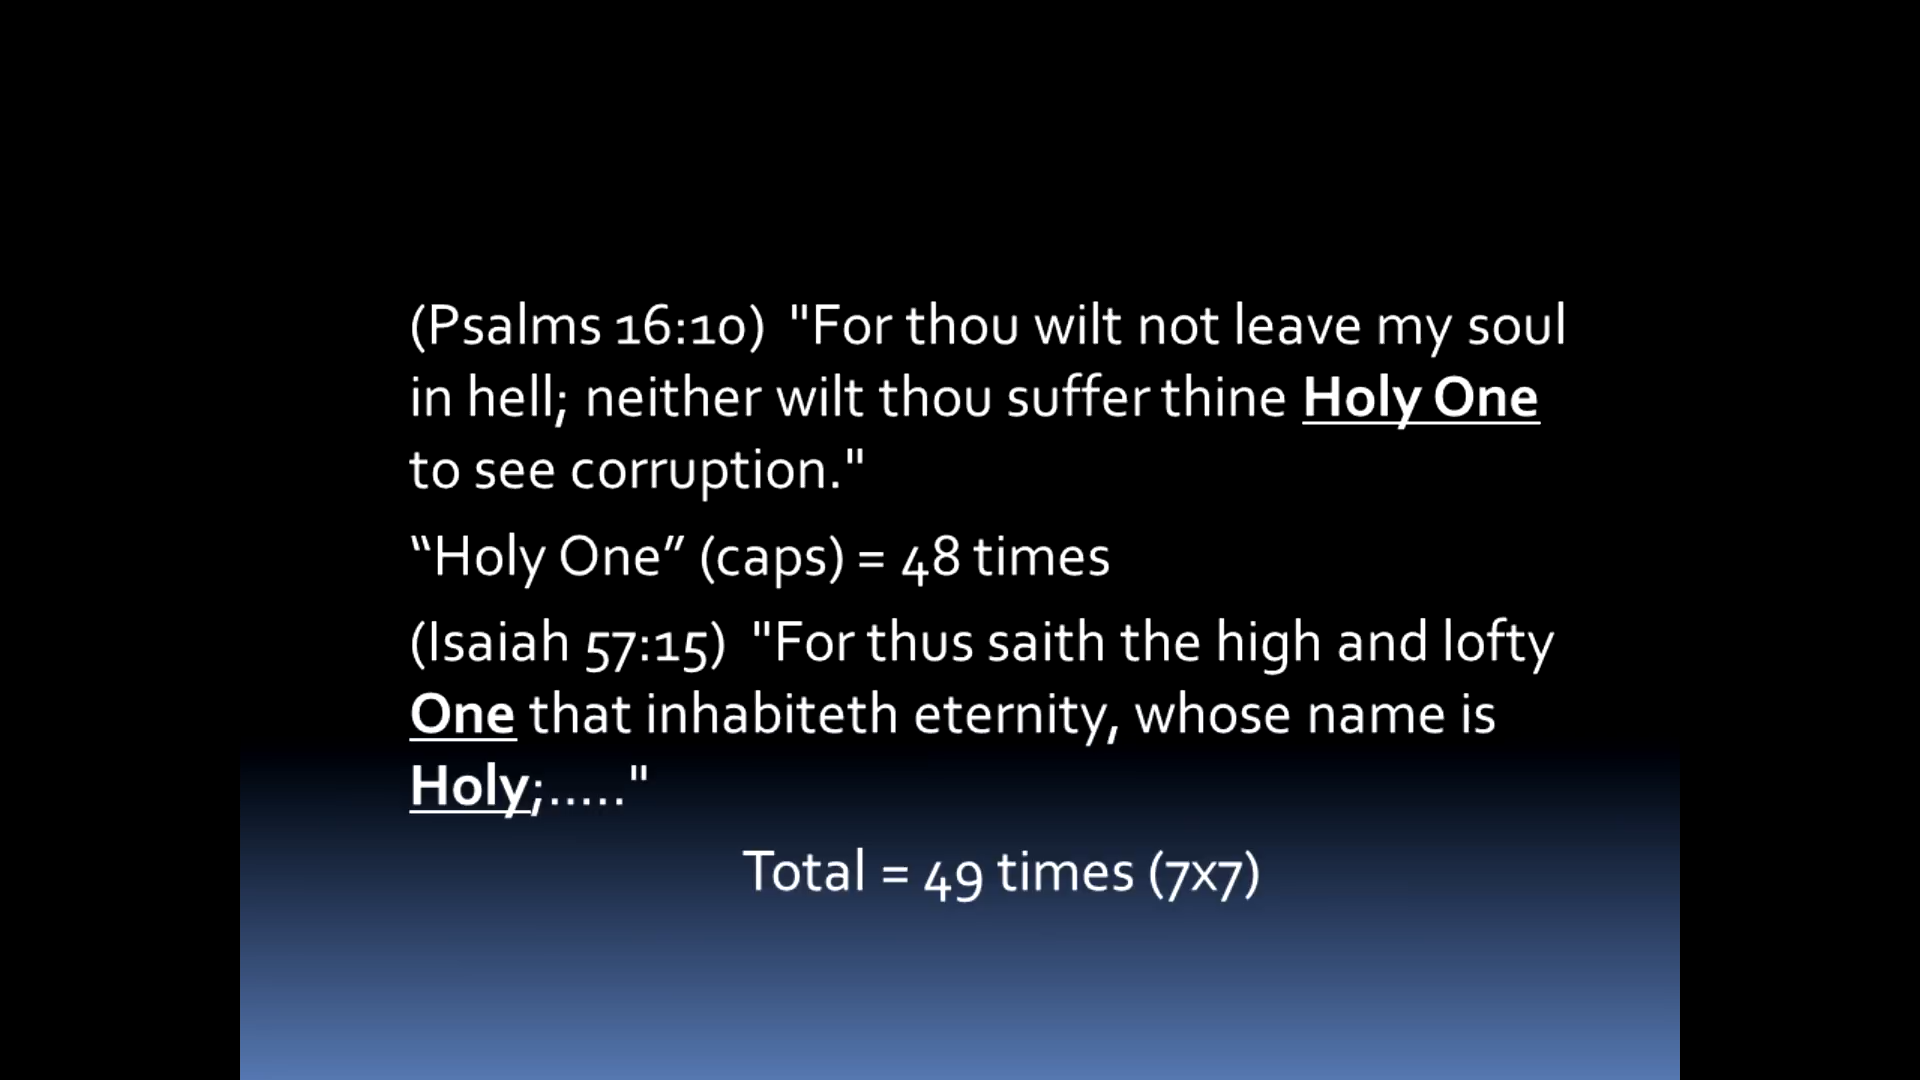 (Psalms 16:10)  "For thou wilt not leave my soul
in hell; neither wilt thou suffer thine Holy One
to see corruption."
“Holy One” (caps) = 48 times
(Isaiah 57:15)  "For thus saith the high and lofty
One that inhabiteth eternity, whose name is
Holy;....."
Total = 49 times (7x7)